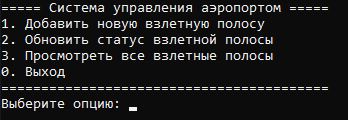 ===== Система управления аэропортом =====
1. Добавить новую взлетную полосу
2. Обновить статус взлетной полосы
3. Просмотреть все взлетные полосы
0. Выход
=========================================
Выберите опцию: _